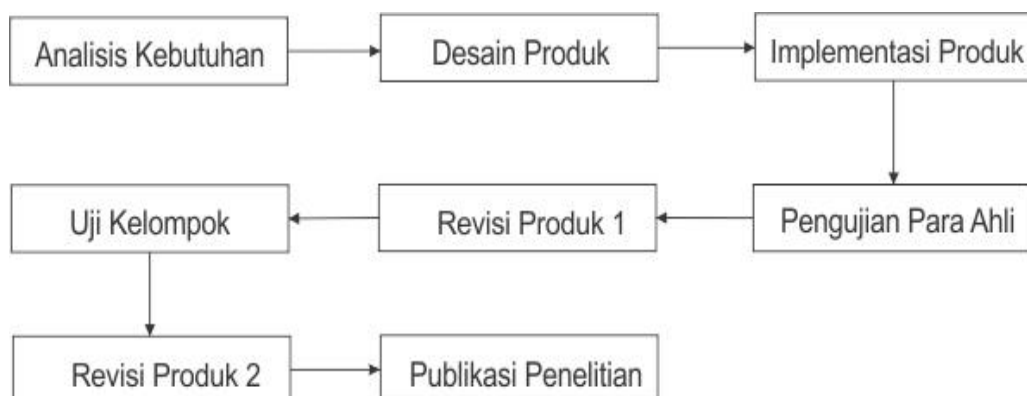 Analisis Kebutuhan
Desain Produk
Implementasi Produk
Pengujian Para Ahli
Revisi Produk 1
Uji Kelompok
Revisi Produk 2
Publikasi Penelitian